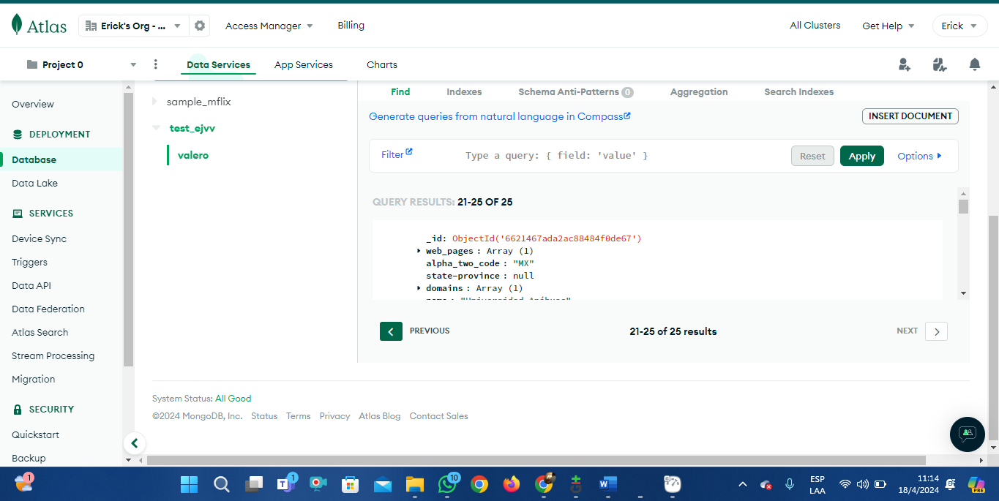 Atlas
Erick's Org - ...
Access Manager
Billing
All Clusters
Get Help
Erick
Project 0
Data Services
App Services
Charts
Overview
DEPLOYMENT
Database
Data Lake
SERVICES
Device Sync
Triggers
Data API
Data Federation
Atlas Search
Stream Processing
Migration
SECURITY
Quickstart
Backup
sample_mflix
test_ejvv
valero
Find
Indexes
Schema Anti-Patterns 0
Aggregation
Search Indexes
Generate queries from natural language in Compass
INSERT DOCUMENT
Filter
Type a query: { field: 'value' }
Reset
Apply
Options
QUERY RESULTS: 21-25 OF 25
_id: ObjectId('6621467ada2ac88484f0de67')
web_pages : Array (1)
alpha_two_code : "MX"
state-province : null
domains : Array (1)
PREVIOUS
21-25 of 25 results
NEXT
System Status: All Good
©2024 MongoDB, Inc.
Status
Terms
Privacy
Atlas Blog
Contact Sales
1
1
10
ESP
LAA
11:14
18/4/2024
PRE